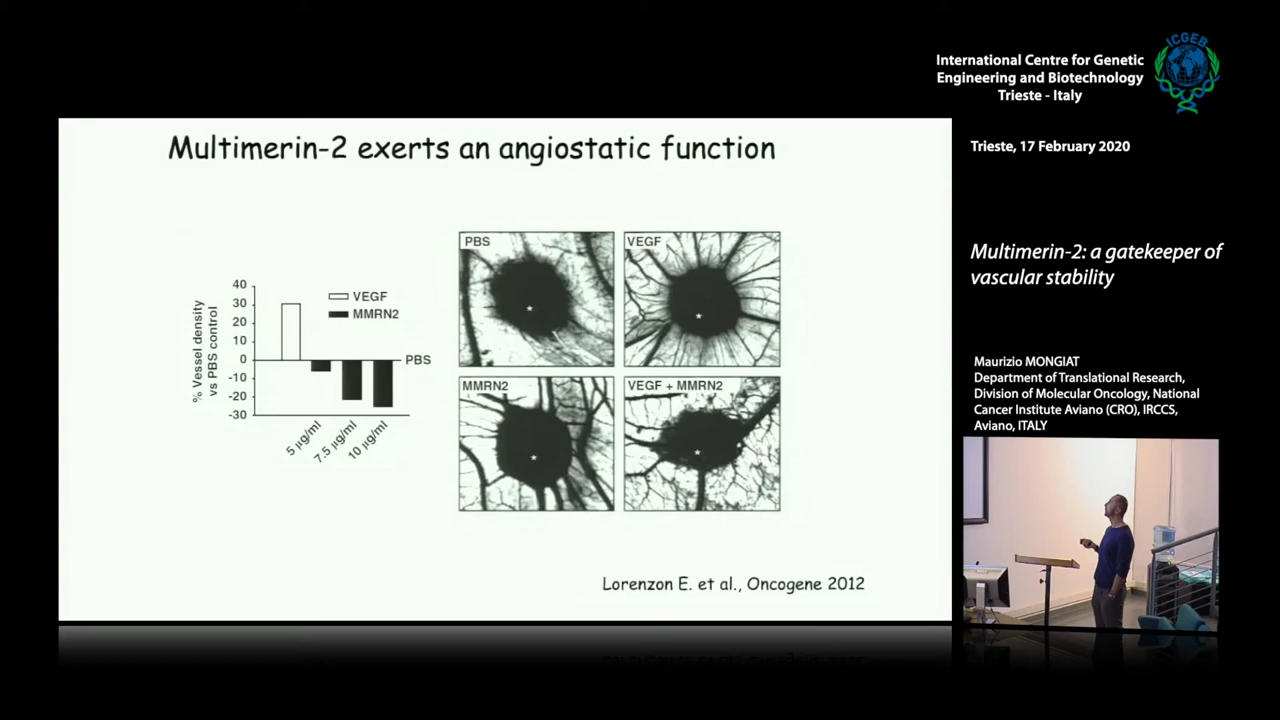 ICGEB
International Centre for Genetic
Engineering and Biotechnology
Trieste - Italy
Trieste, 17 February 2020
Multimerin-2: a gatekeeper of
vascular stability
Maurizio MONGIAT
Department of Translational Research,
Division of Molecular Oncology, National
Cancer Institute Aviano (CRO), IRCCS,
Aviano, ITALY
Multimerin-2 exerts an angiostatic function
% Vessel density
vs PBS control
40
30
20
10
0
-10
-20
-30
VEGF
MMRN2
PBS
5 µg/ml
7.5 µg/ml
10 µg/ml
PBS
VEGF
MMRN2
VEGF + MMRN2
Lorenzon E. et al., Oncogene 2012